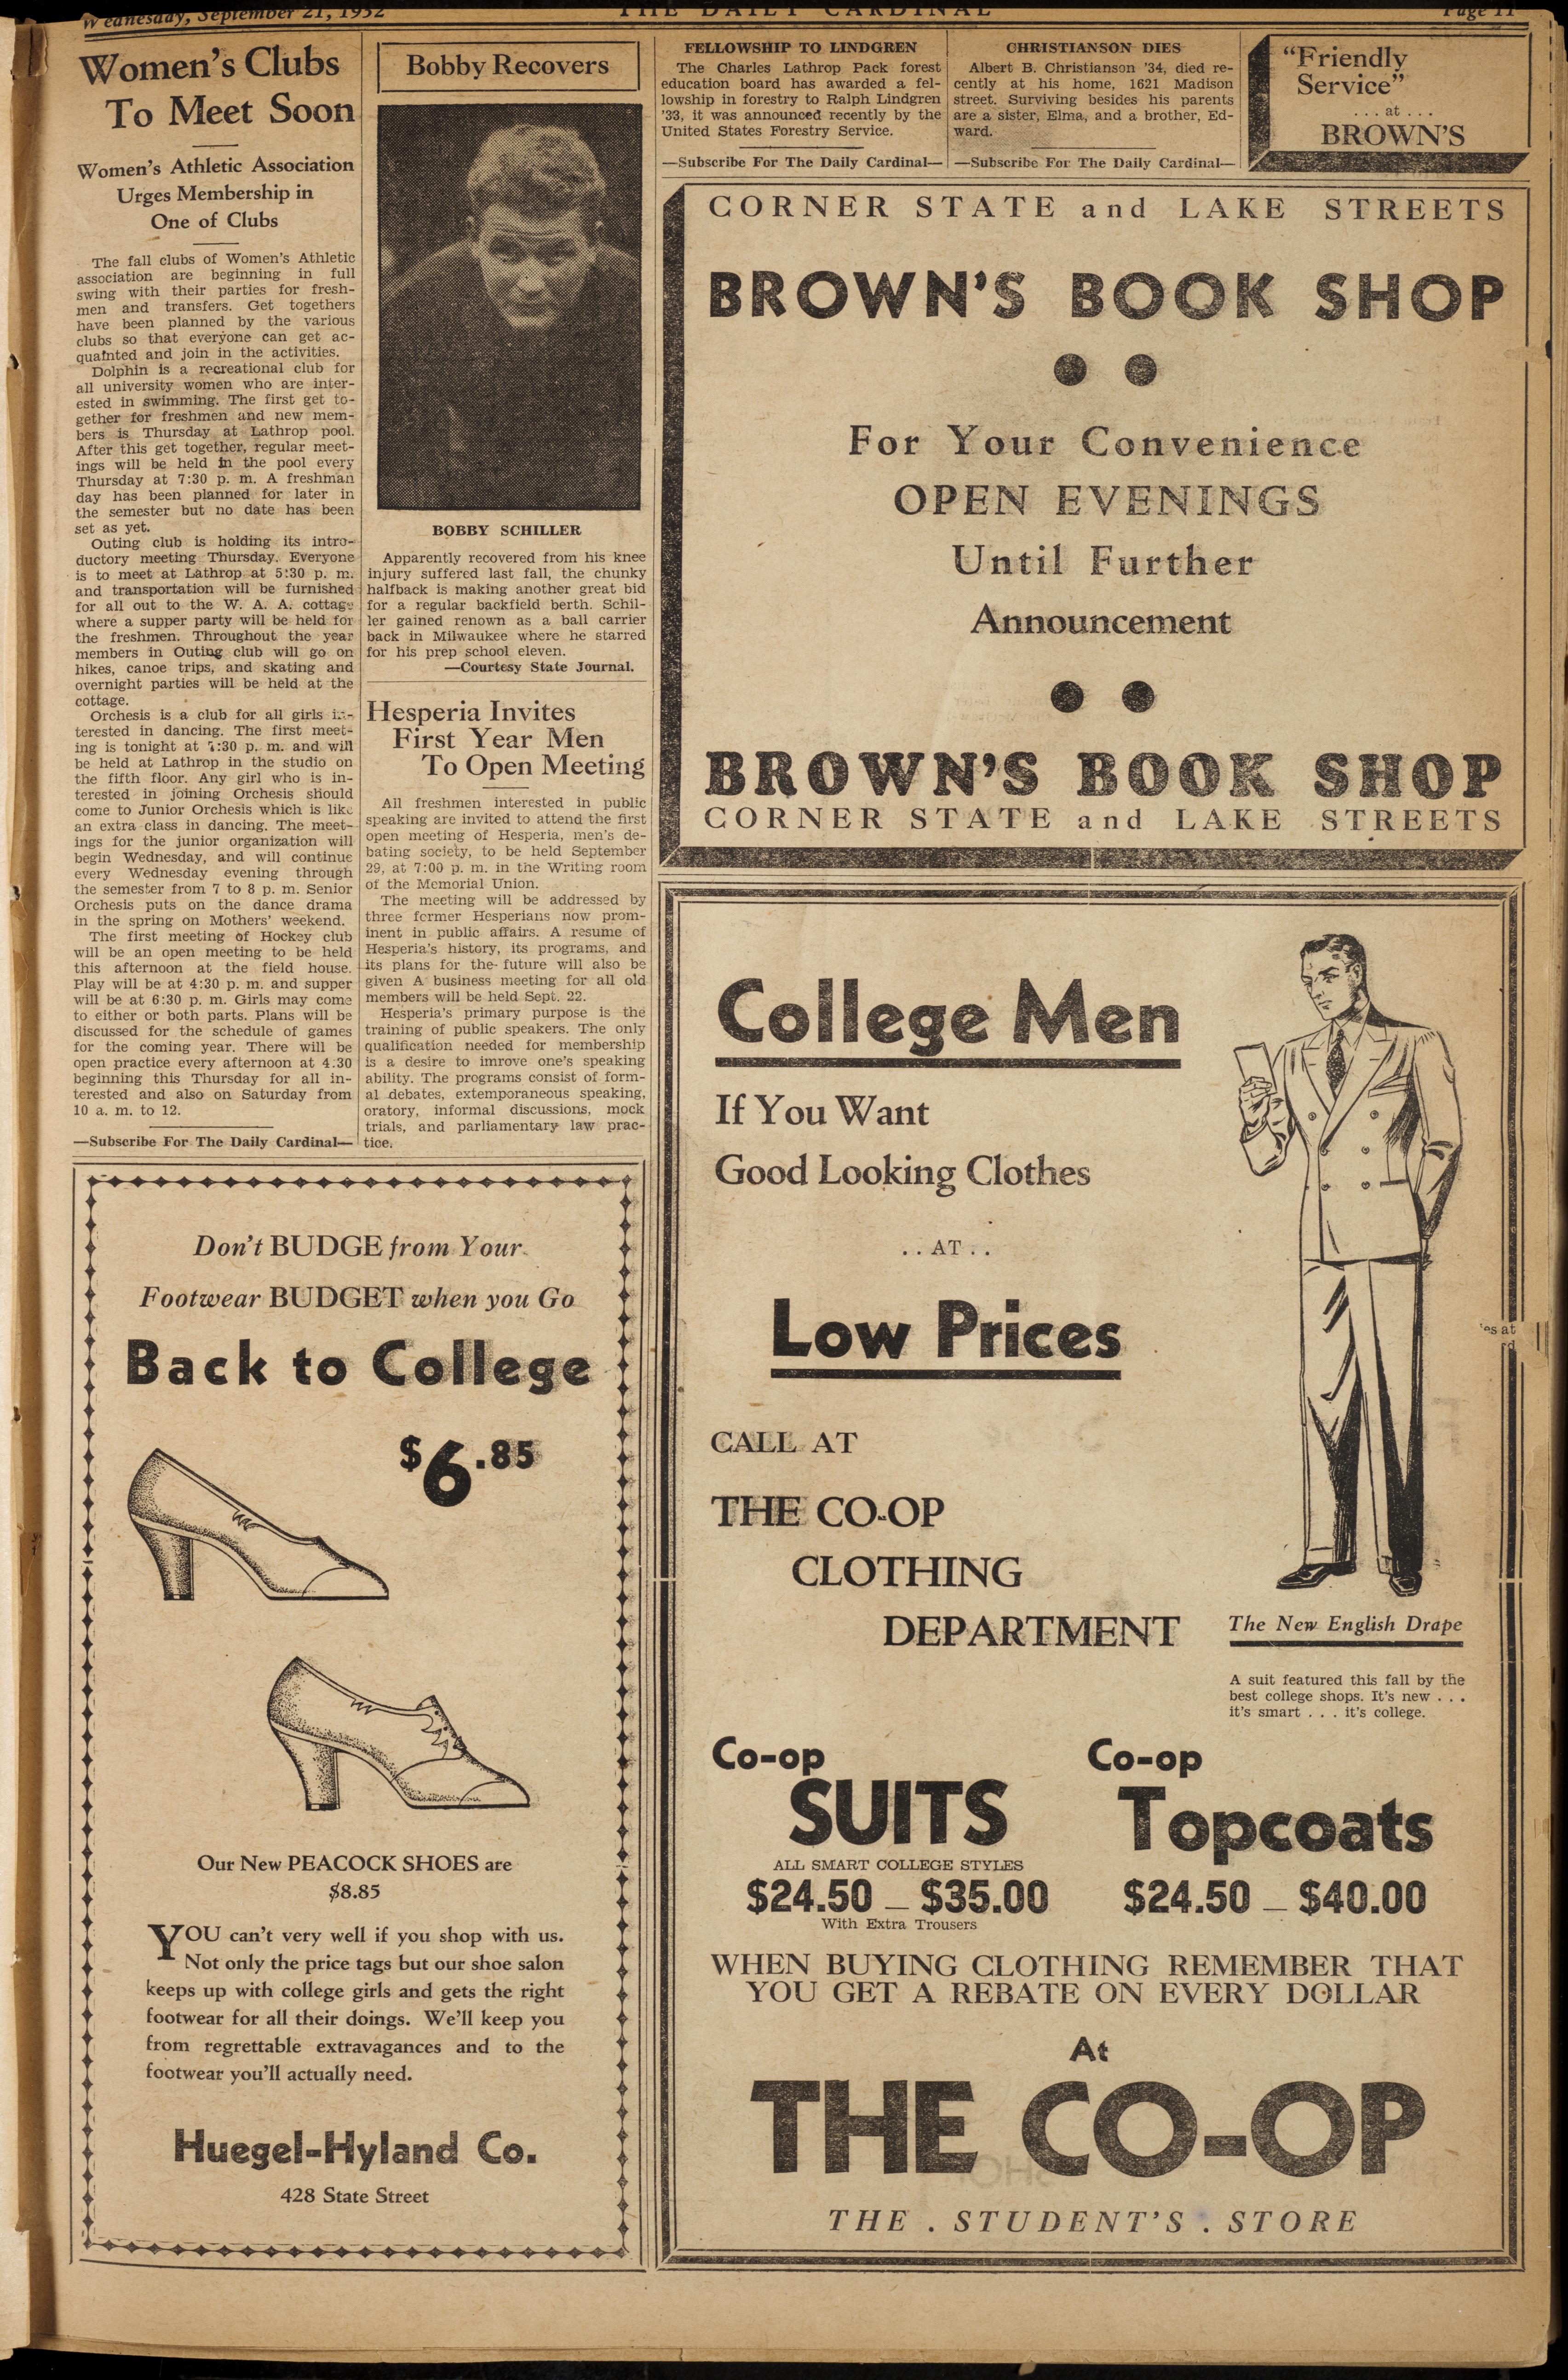 Wednesday, September 21, 1932
THE DAILY CARDINAL
Page 11
Women's Clubs
To Meet Soon
Women's Athletic Association
Urges Membership in
One of Clubs
The fall clubs of Women's Athletic
association are beginning in full
swing with their parties for fresh-
men and transfers. Get togethers
have been planned by the various
clubs so that everyone can get ac-
quainted and join in the activities.
Dolphin is a recreational club for
all university women who are inter-
ested in swimming. The first get to-
gether for freshmen and new mem-
bers is Thursday at Lathrop pool.
After this get together, regular meet-
ings will be held in the pool every
Thursday at 7:30 p. m. A freshman
day has been planned for later in
the semester but no date has been
set as yet.
Outing club is holding its intro-
ductory meeting Thursday. Everyone
is to meet at Lathrop at 5:30 p. m.
and transportation will be furnished
for all out to the W. A. A. cottage
where a supper party will be held for
the freshmen. Throughout the year
members in Outing club will go on
hikes, canoe trips, and skating and
overnight parties will be held at the
cottage.
Orchesis is a club for all girls in-
terested in dancing. The first meet-
ing is tonight at :30 p. m. and will
be held at Lathrop in the studio on
the fifth floor. Any girl who is in-
terested in joining Orchesis should
come to Junior Orchesis which is like
an extra class in dancing. The meet-
ings for the junior organization will
begin Wednesday, and will continue
every Wednesday evening through
the semester from 7 to 8 p. m. Senior
Orchesis puts on the dance drama
in the spring on Mothers' weekend.
The first meeting of Hockey club
will be an open meeting to be held
this afternoon at the field house.
Play will be at 4:30 p. m. and supper
will be at 6:30 p. m. Girls may come
to either or both parts. Plans will be
discussed for the schedule of games
for the coming year. There will be
open practice every afternoon at 4:30
beginning this Thursday for all in-
terested and also on Saturday from
10 a. m. to 12.
—Subscribe For The Daily Cardinal—
Bobby Recovers
BOBBY SCHILLER
Apparently recovered from his knee
injury suffered last fall, the chunky
halfback is making another great bid
for a regular backfield berth. Schil-
ler gained renown as a ball carrier
back in Milwaukee where he starred
for his prep school eleven.
—Courtesy State Journal.
Hesperia Invites
First Year Men
To Open Meeting
All freshmen interested in public
speaking are invited to attend the first
open meeting of Hesperia, men's de-
bating society, to be held September
29, at 7:00 p. m. in the Writing room
of the Memorial Union.
The meeting will be addressed by
three former Hesperians now prom-
inent in public affairs. A resume of
Hesperia's history, its programs, and
its plans for the future will also be
given A business meeting for all old
members will be held Sept. 22.
Hesperia's primary purpose is the
training of public speakers. The only
qualification needed for membership
is a desire to imrove one's speaking
ability. The programs consist of form-
al debates, extemporaneous speaking,
oratory, informal discussions, mock
trials, and parliamentary law prac-
tice.
FELLOWSHIP TO LINDGREN
The Charles Lathrop Pack forest
education board has awarded a fel-
lowship in forestry to Ralph Lindgren
'33, it was announced recently by the
United States Forestry Service.
—Subscribe For The Daily Cardinal—
CHRISTIANSON DIES
Albert B. Christianson '34, died re-
cently at his home, 1621 Madison
street. Surviving besides his parents
are a sister, Elma, and a brother, Ed-
ward.
—Subscribe For The Daily Cardinal—
"Friendly
Service"
... at ...
BROWN'S
CORNER STATE and LAKE STREETS
BROWN'S BOOK SHOP
For Your Convenience
OPEN EVENINGS
Until Further
Announcement
BROWN'S BOOK SHOP
CORNER STATE and LAKE STREETS
Don't BUDGE from Your
Footwear BUDGET when you Go
Back to College
$6.85
Our New PEACOCK SHOES are
$8.85
YOU can't very well if you shop with us.
Not only the price tags but our shoe salon
keeps up with college girls and gets the right
footwear for all their doings. We'll keep you
from regrettable extravagances and to the
footwear you'll actually need.
Huegel-Hyland Co.
428 State Street
College Men
If You Want
Good Looking Clothes
..AT..
Low Prices
CALL AT
THE CO-OP
CLOTHING
DEPARTMENT
The New English Drape
A suit featured this fall by the
best college shops. It's new . . .
it's smart . . . it's college.
Co-op
SUITS
ALL SMART COLLEGE STYLES
$24.50 — $35.00
With Extra Trousers
Co-op
Topcoats
$24.50 — $40.00
WHEN BUYING CLOTHING REMEMBER THAT
YOU GET A REBATE ON EVERY DOLLAR
At
THE CO-OP
THE . STUDENT'S . STORE